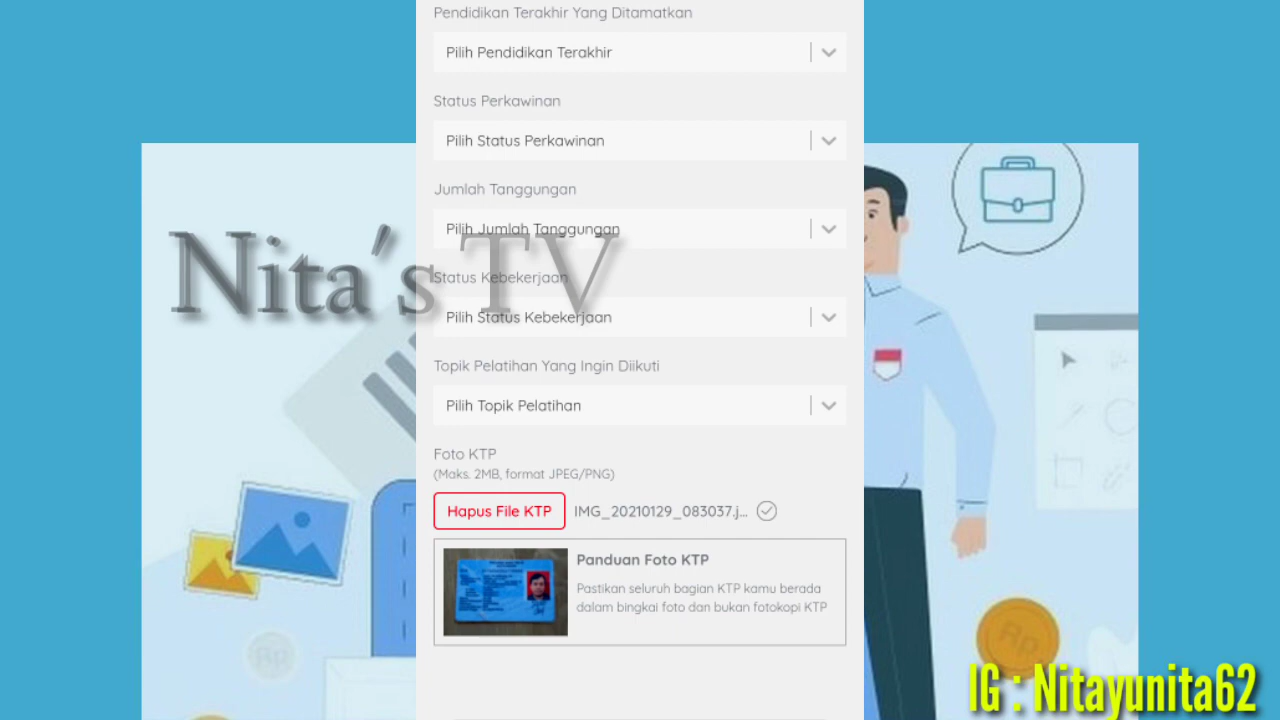 Pendidikan Terakhir Yang Ditamatkan
Pilih Pendidikan Terakhir
Status Perkawinan
Pilih Status Perkawinan
Jumlah Tanggungan
Pilih Jumlah Tanggungan
Nita's TV
Status Kebekerjaan
Pilih Status Kebekerjaan
Topik Pelatihan Yang Ingin Diikuti
Pilih Topik Pelatihan
Foto KTP
(Maks. 2MB, format JPEG/PNG)
Hapus File KTP IMG_20210129_083037.j...
Panduan Foto KTP
Pastikan seluruh bagian KTP kamu berada
dalam bingkai foto dan bukan fotokopi KTP
Rp
Rp
IG : Nitayunita62